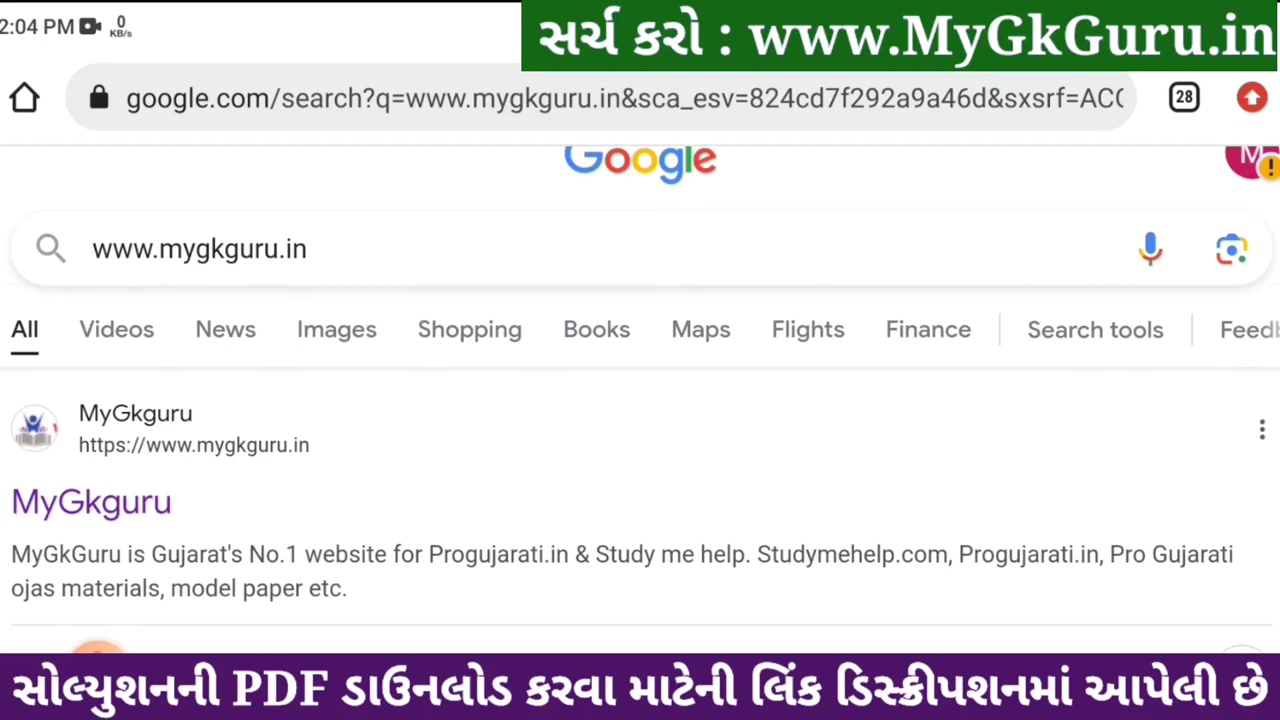 2:04 PM 0 KB/s
સર્ચ કરો : www.MyGkGuru.in
google.com/search?q=www.mygkguru.in&sca_esv=824cd7f292a9a46d&sxsrf=AC
28
Google
M !
www.mygkguru.in
All Videos News Images Shopping Books Maps Flights Finance Search tools Feedb
MyGkguru
https://www.mygkguru.in
MyGkguru
MyGkGuru is Gujarat's No.1 website for Progujarati.in & Study me help. Studymehelp.com, Progujarati.in, Pro Gujarati
ojas materials, model paper etc.
સોલ્યુશનની PDF ડાઉનલોડ કરવા માટેની લિંક ડિસ્ક્રીપશનમાં આપેલી છે